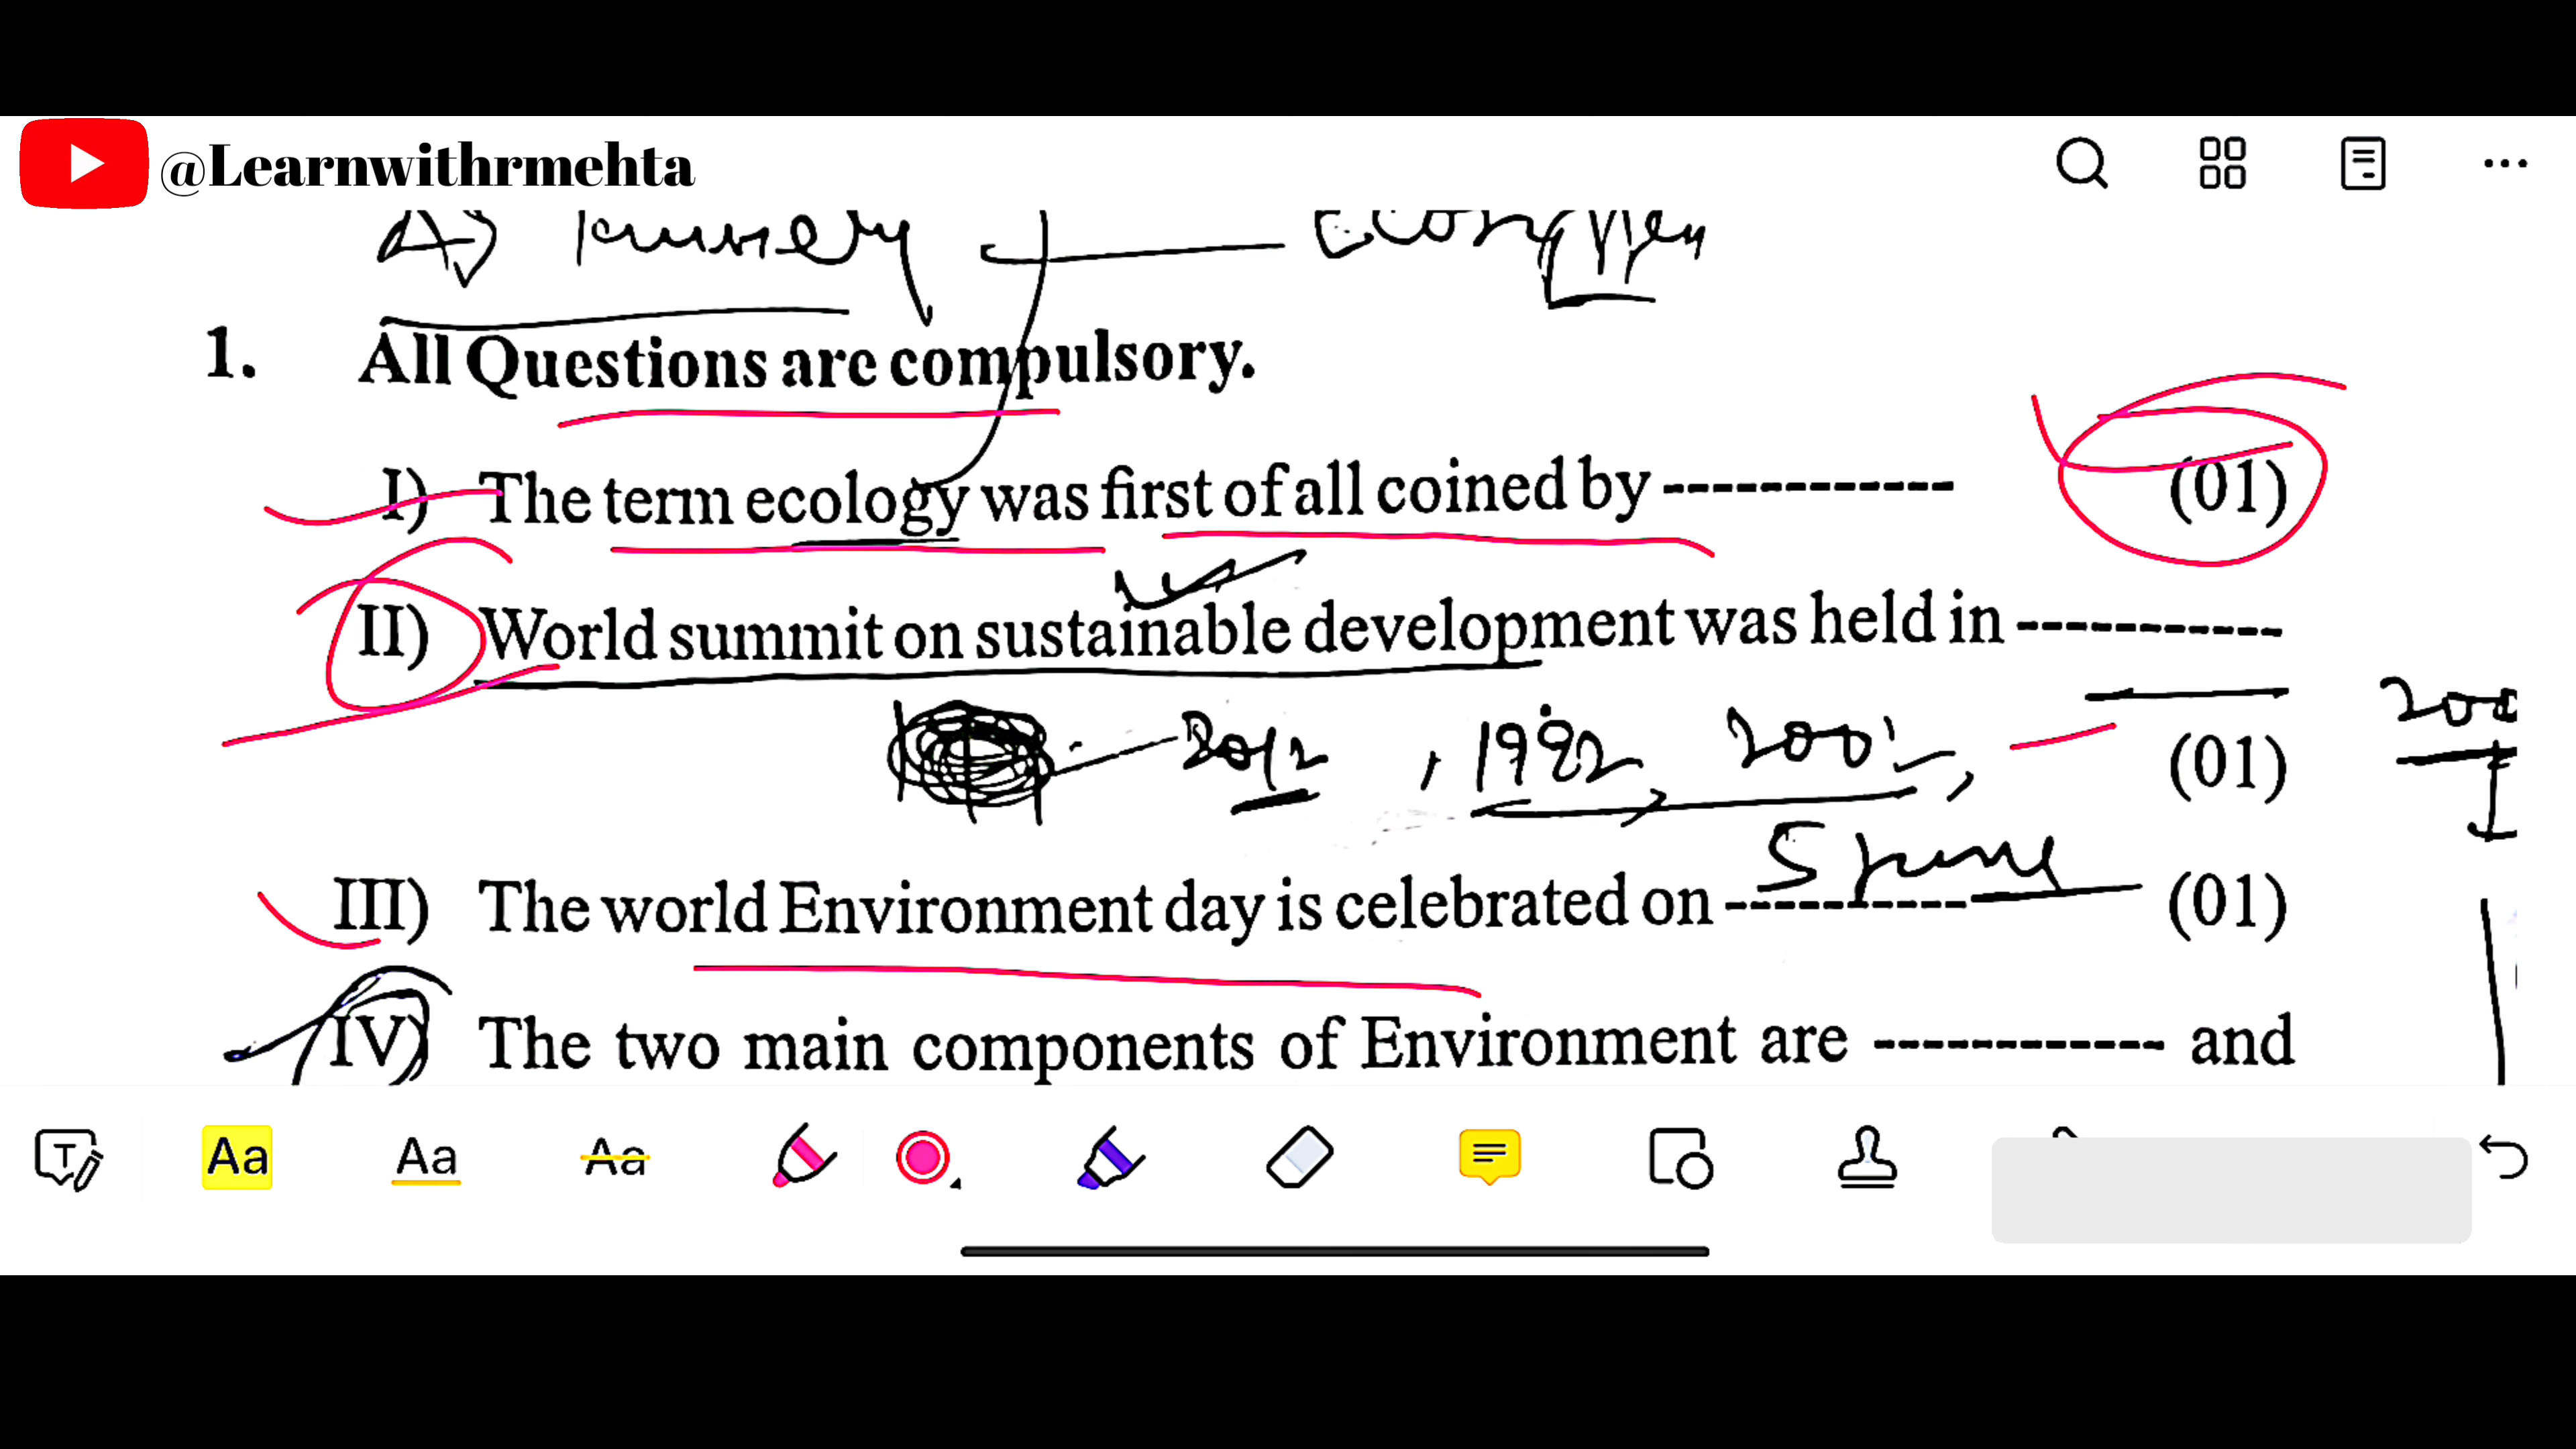 @Learnwithrmehta
1. All Questions are compulsory.
I) The term ecology was first of all coined by ------------ (01)
II) World summit on sustainable development was held in -----------
2012 , 1992 (01)
5 June
III) The world Environment day is celebrated on ----------- (01)
IV) The two main components of Environment are ------------ and
T Aa Aa Aa